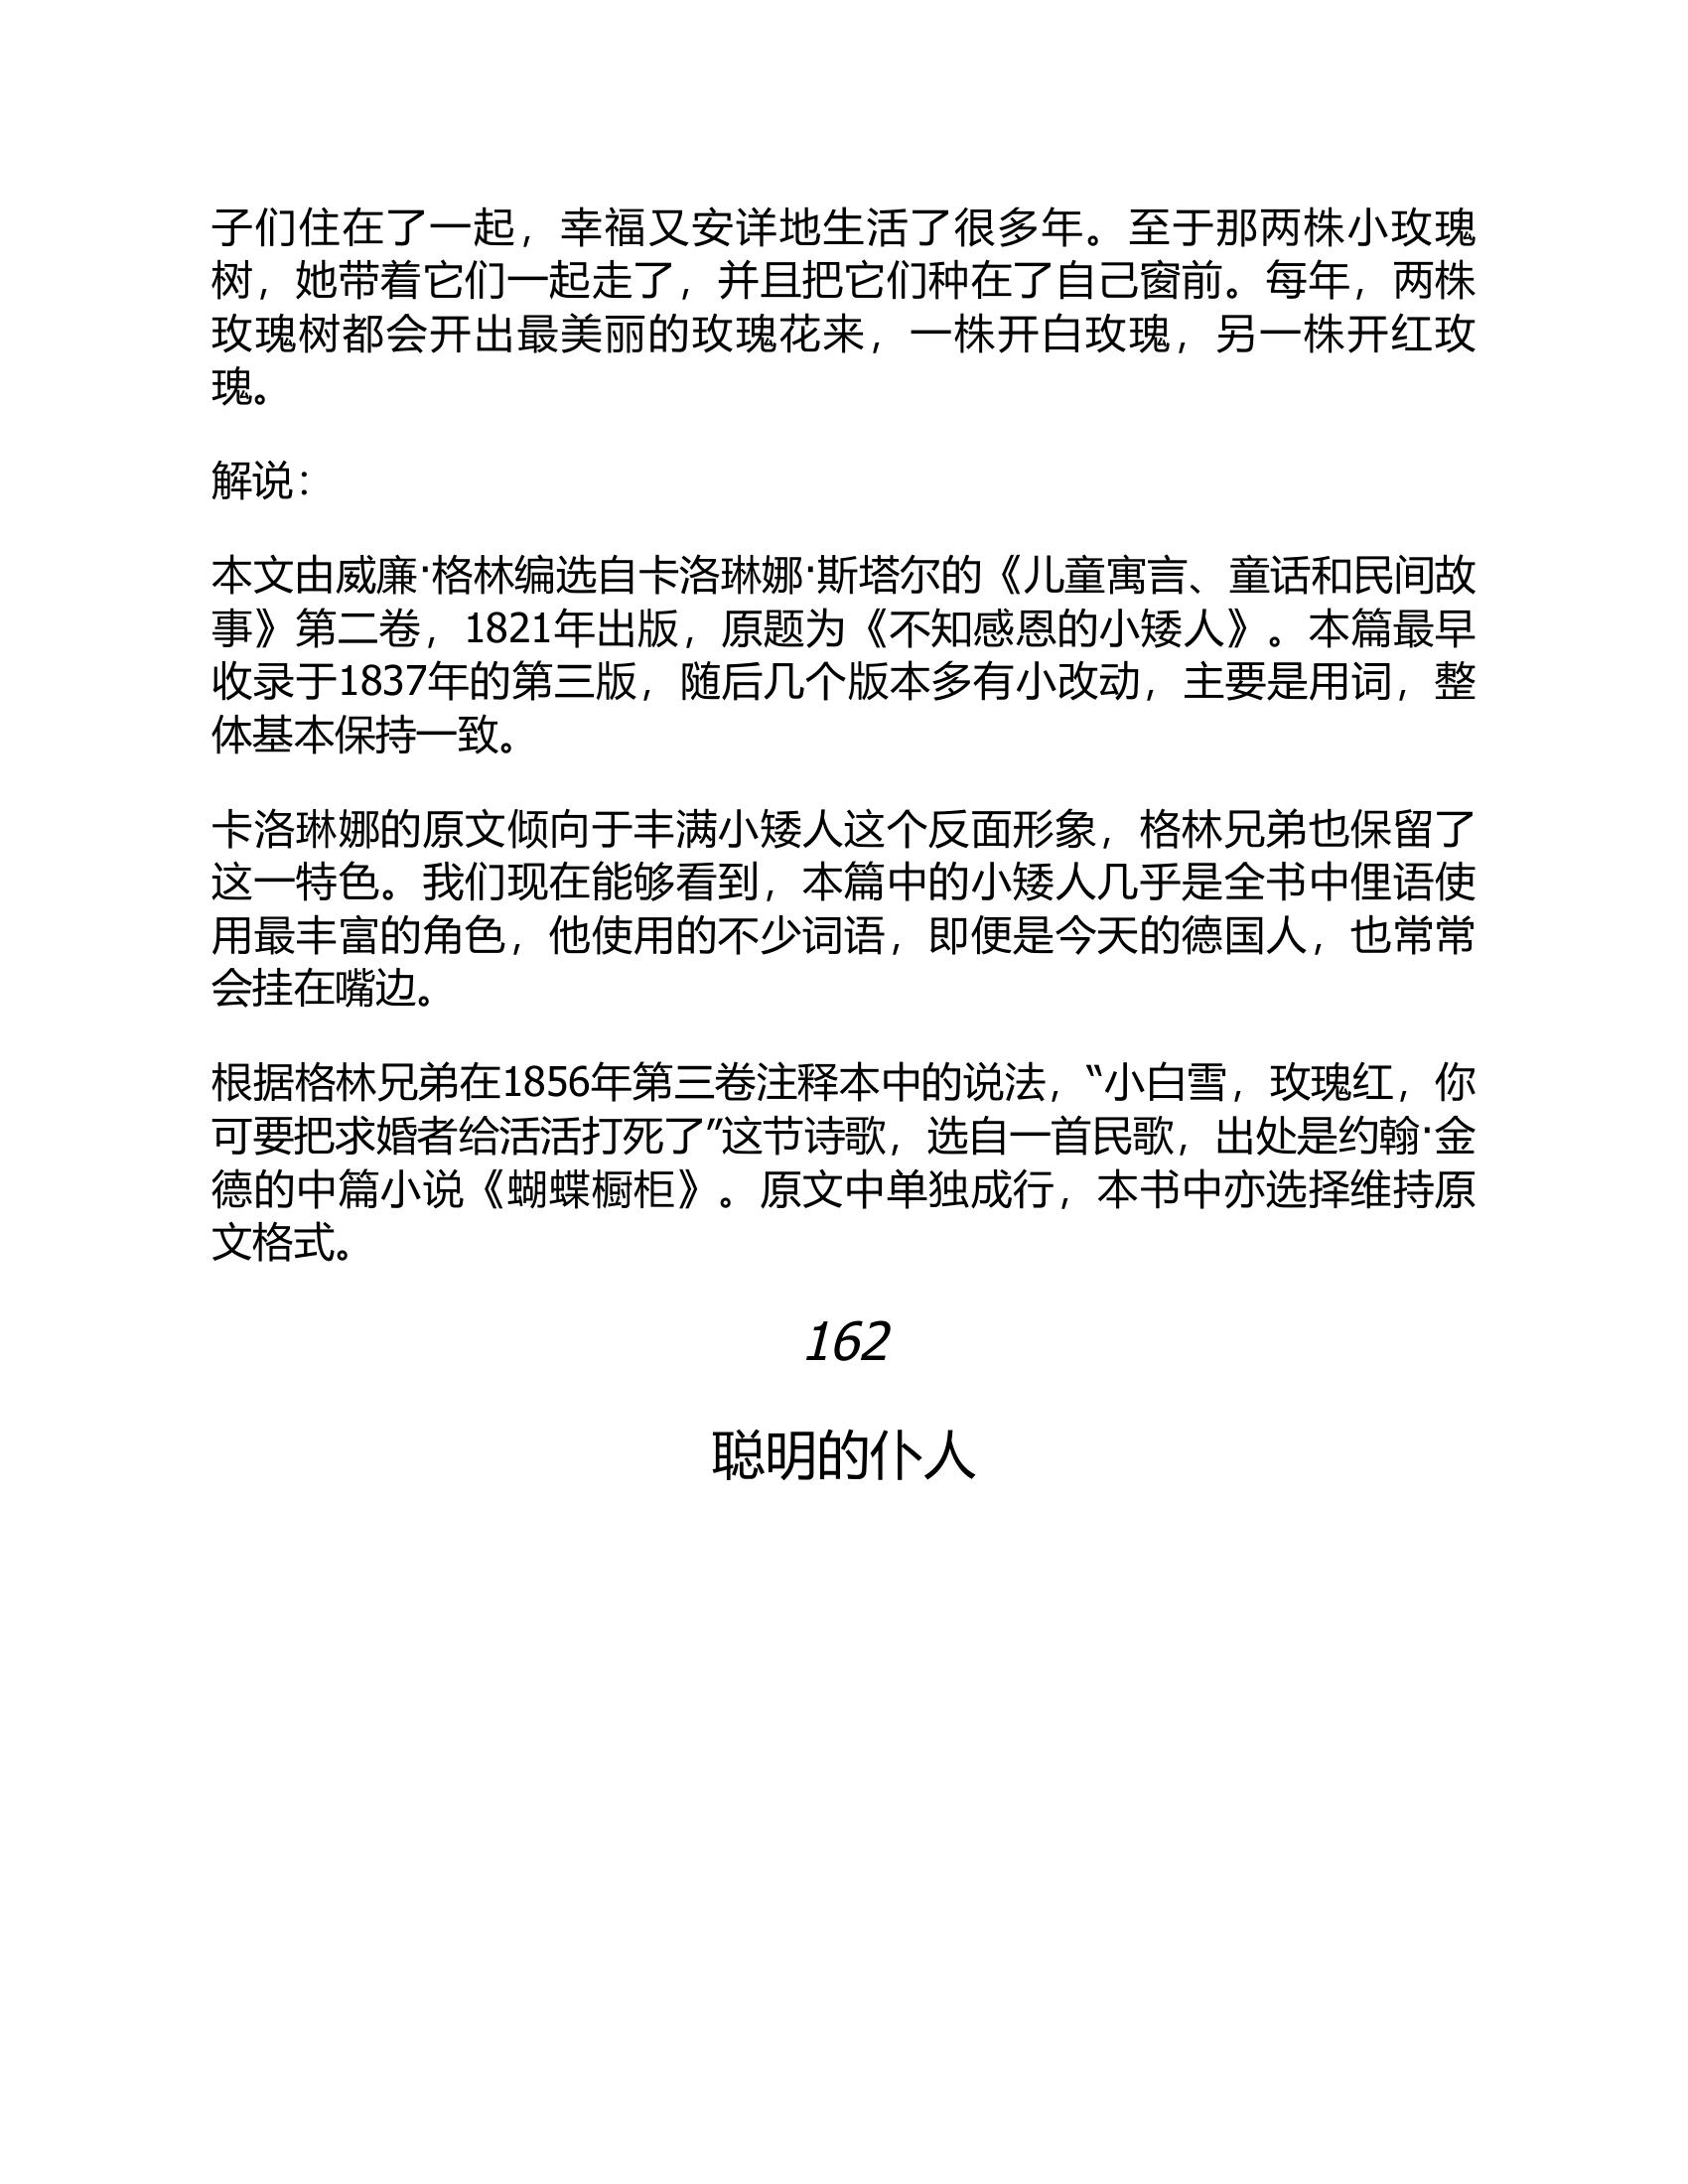 子们住在了一起，幸福又安详地生活了很多年。至于那两株小玫瑰
树，她带着它们一起走了，并且把它们种在了自己窗前。每年，两株
玫瑰树都会开出最美丽的玫瑰花来，一株开白玫瑰，另一株开红玫
瑰。
解说：
本文由威廉·格林编选自卡洛琳娜·斯塔尔的《儿童寓言、童话和民间故
事》第二卷，1821年出版，原题为《不知感恩的小矮人》。本篇最早
收录于1837年的第三版，随后几个版本多有小改动，主要是用词，整
体基本保持一致。
卡洛琳娜的原文倾向于丰满小矮人这个反面形象，格林兄弟也保留了
这一特色。我们现在能够看到，本篇中的小矮人几乎是全书中俚语使
用最丰富的角色，他使用的不少词语，即便是今天的德国人，也常常
会挂在嘴边。
根据格林兄弟在1856年第三卷注释本中的说法，“小白雪，玫瑰红，你
可要把求婚者给活活打死了”这节诗歌，选自一首民歌，出处是约翰·金
德的中篇小说《蝴蝶橱柜》。原文中单独成行，本书中亦选择维持原
文格式。
162
聪明的仆人